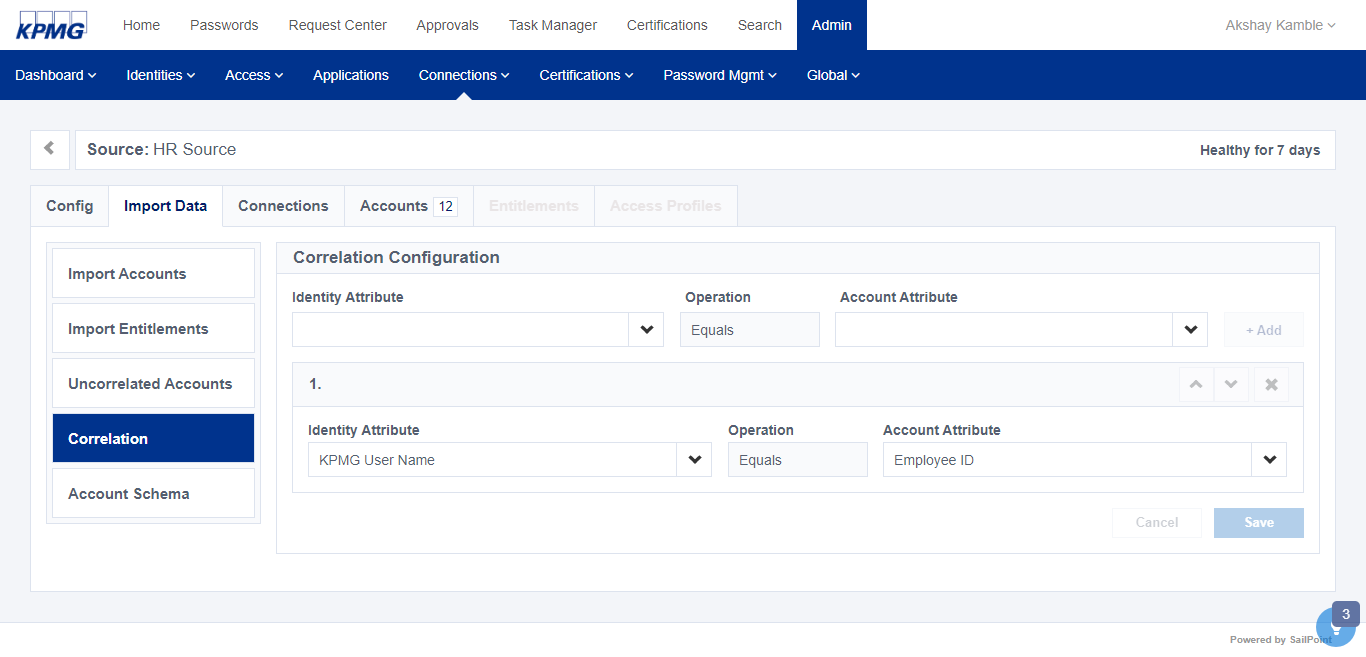 KPMG Home Passwords Request Center Approvals Task Manager Certifications Search Admin Akshay Kamble
Dashboard Identities Access Applications Connections Certifications Password Mgmt Global
Source: HR Source Healthy for 7 days
Config Import Data Connections Accounts 12 Entitlements Access Profiles
Import Accounts
Import Entitlements
Uncorrelated Accounts
Correlation
Account Schema
Correlation Configuration
Identity Attribute Operation Account Attribute
Equals + Add
1.
Identity Attribute Operation Account Attribute
KPMG User Name Equals Employee ID
Cancel Save
3
Powered by SailPoint